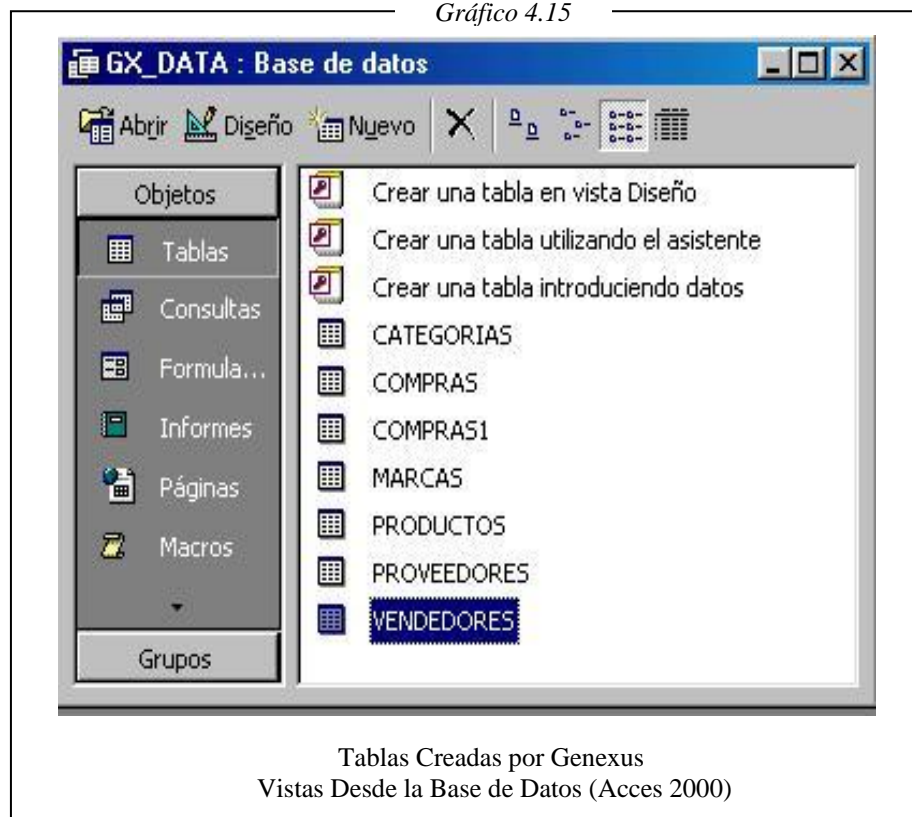 Gráfico 4.15
GX_DATA : Base de datos
Abrir Diseño Nuevo
Objetos
Tablas
Consultas
Formula...
Informes
Páginas
Macros
Grupos
Crear una tabla en vista Diseño
Crear una tabla utilizando el asistente
Crear una tabla introduciendo datos
CATEGORIAS
COMPRAS
COMPRAS1
MARCAS
PRODUCTOS
PROVEEDORES
VENDEDORES
Tablas Creadas por Genexus
Vistas Desde la Base de Datos (Acces 2000)